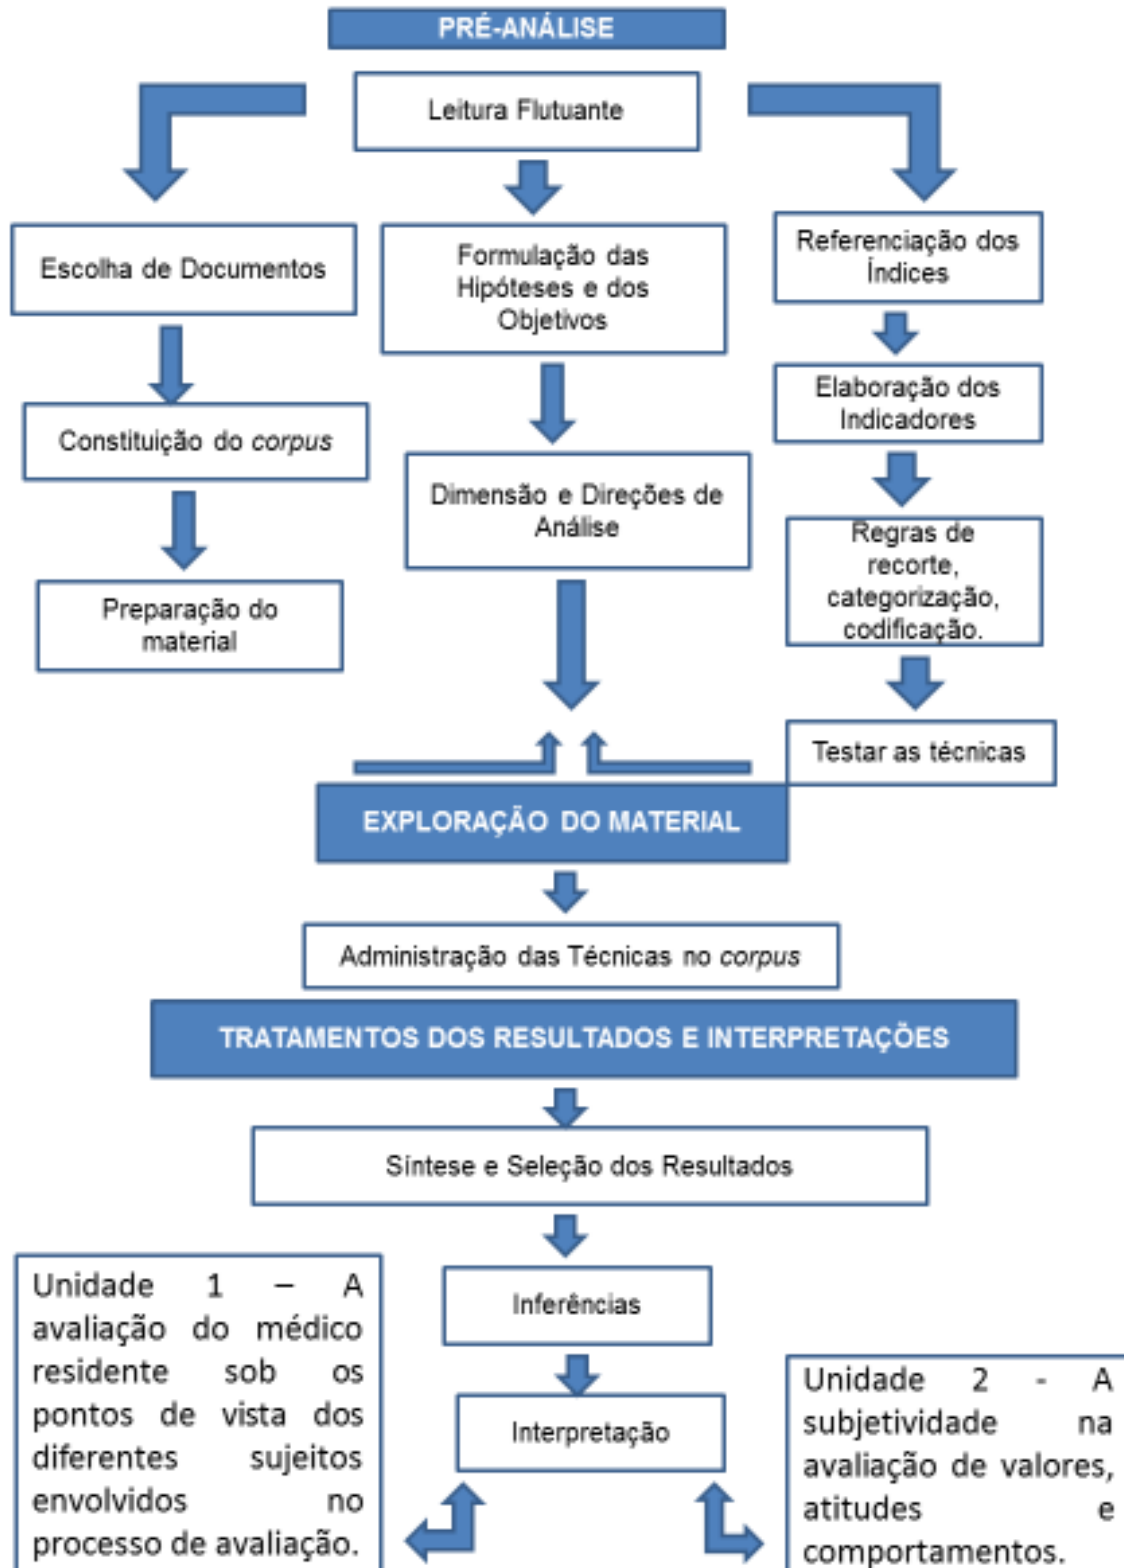 PRÉ-ANÁLISE
Leitura Flutuante
Escolha de Documentos
Constituição do corpus
Preparação do
material
Formulação das
Hipóteses e dos
Objetivos
Dimensão e Direções de
Análise
Referenciação dos
Índices
Elaboração dos
Indicadores
Regras de
recorte,
categorização,
codificação.
Testar as técnicas
EXPLORAÇÃO DO MATERIAL
Administração das Técnicas no corpus
TRATAMENTOS DOS RESULTADOS E INTERPRETAÇÕES
Síntese e Seleção dos Resultados
Inferências
Interpretação
Unidade 1 – A
avaliação do médico
residente sob os
pontos de vista dos
diferentes sujeitos
envolvidos no
processo de avaliação.
Unidade 2 - A
subjetividade na
avaliação de valores,
atitudes e
comportamentos.